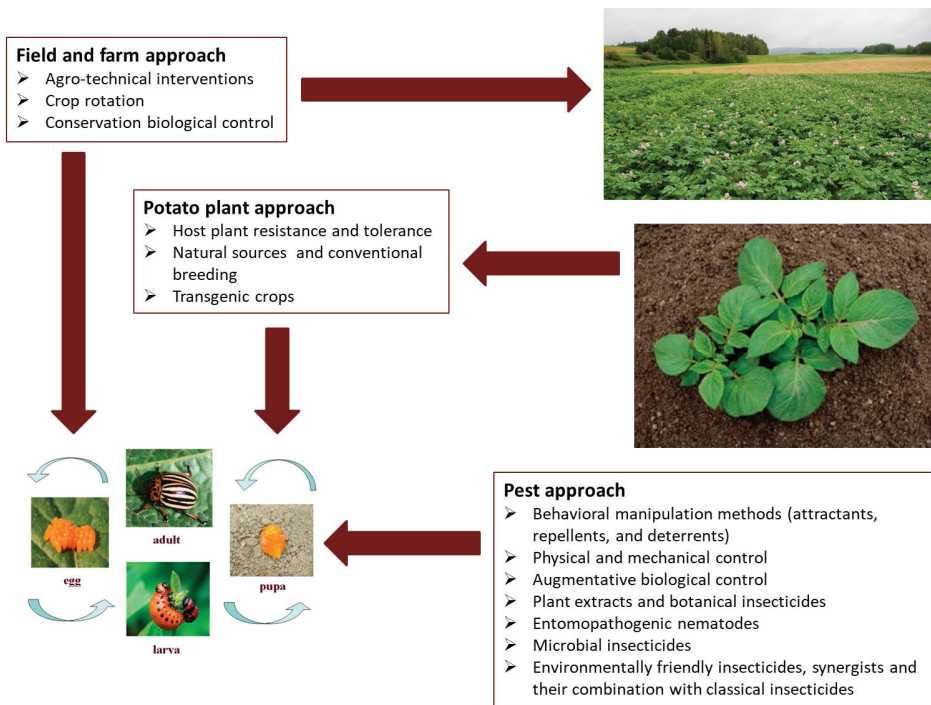 Field and farm approach
➢ Agro-technical interventions
➢ Crop rotation
➢ Conservation biological control
Potato plant approach
➢ Host plant resistance and tolerance
➢ Natural sources and conventional
breeding
➢ Transgenic crops
adult
egg
pupa
larva
Pest approach
➢ Behavioral manipulation methods (attractants,
repellents, and deterrents)
➢ Physical and mechanical control
➢ Augmentative biological control
➢ Plant extracts and botanical insecticides
➢ Entomopathogenic nematodes
➢ Microbial insecticides
➢ Environmentally friendly insecticides, synergists and
their combination with classical insecticides